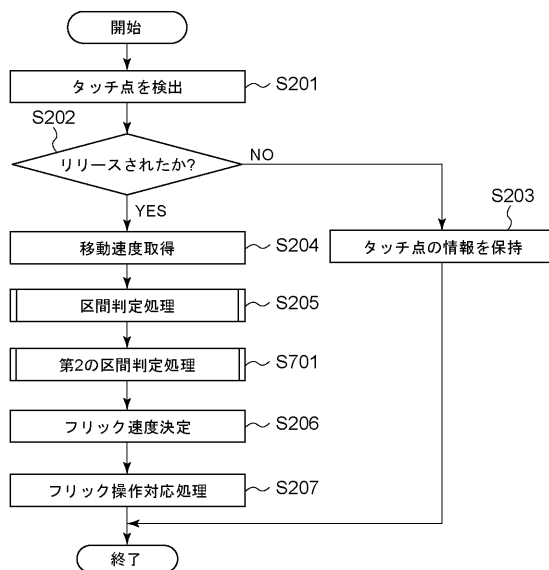 開始
タッチ点を検出
S201
S202
リリースされたか?
NO
YES
S203
タッチ点の情報を保持
移動速度取得
S204
区間判定処理
S205
第2の区間判定処理
S701
フリック速度決定
S206
フリック操作対応処理
S207
終了